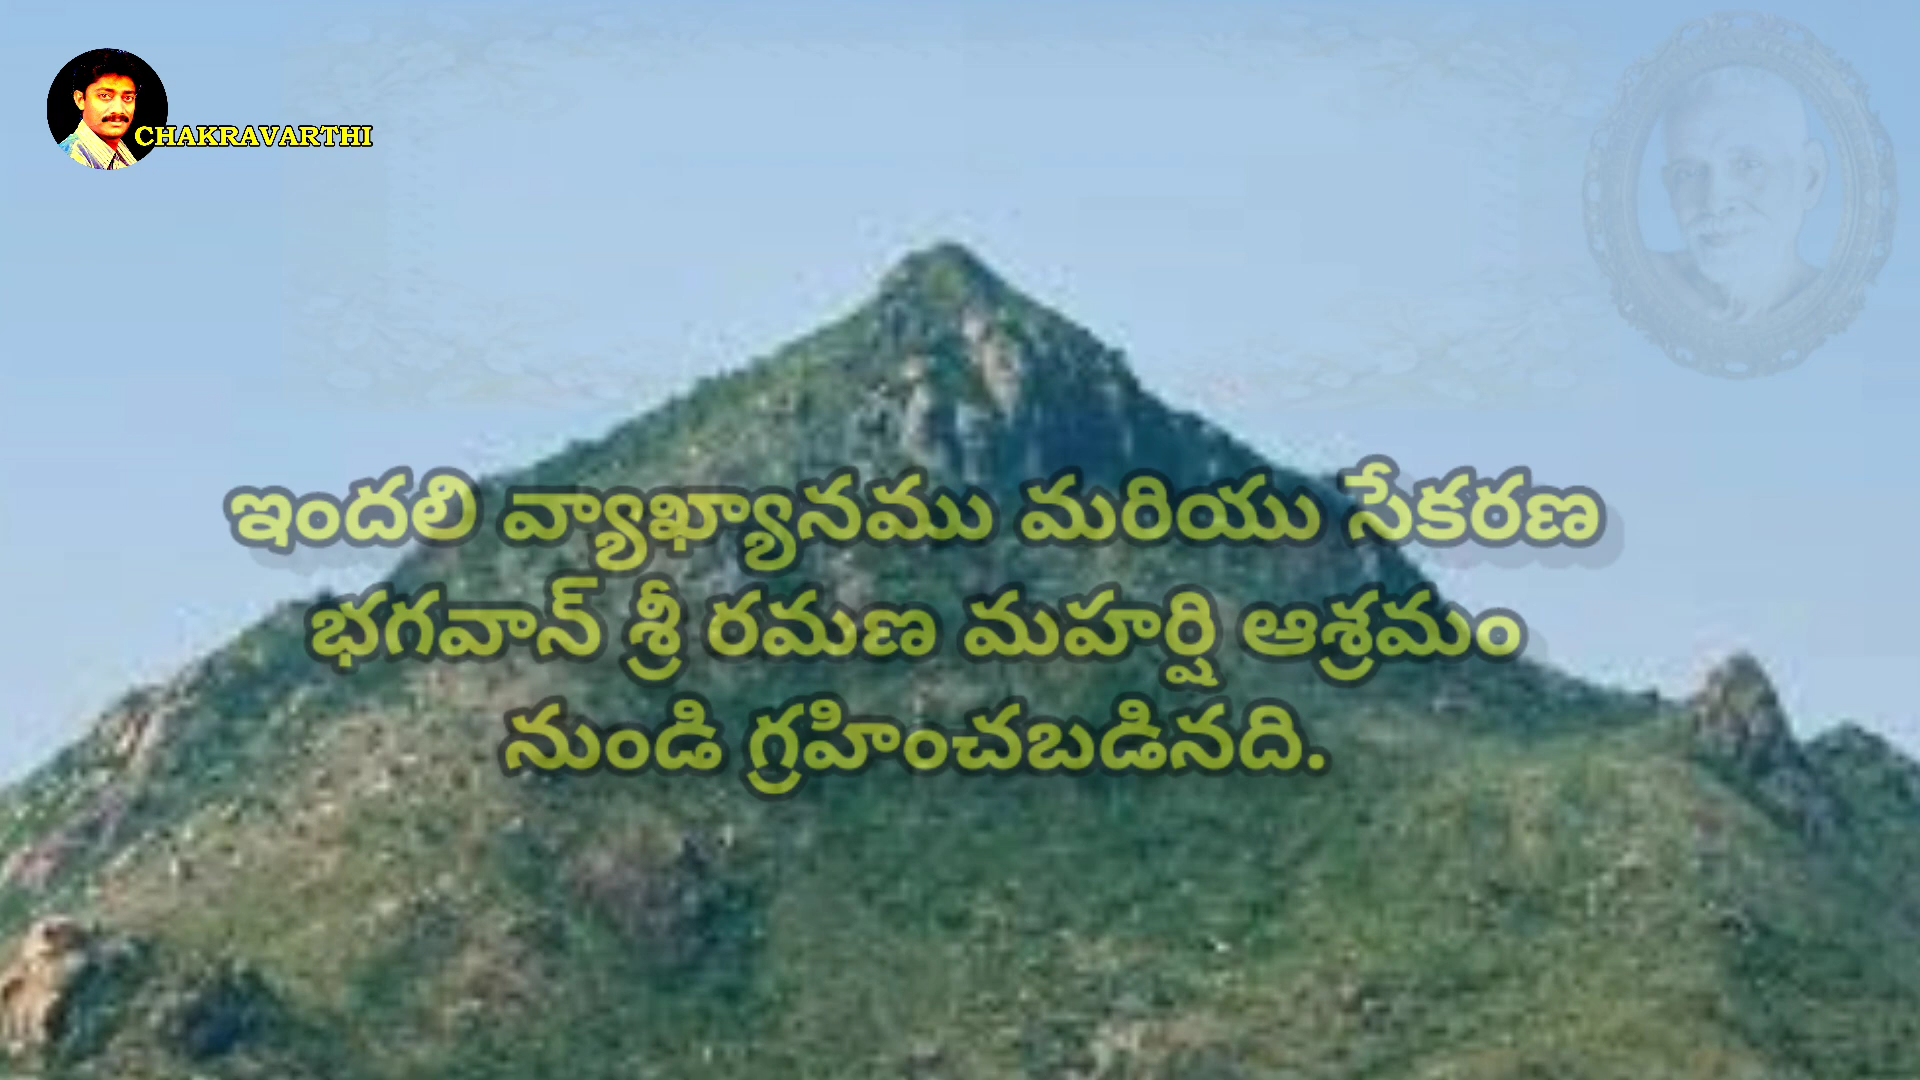 CHAKRAVARTHI
ఇందలి వ్యాఖ్యానము మరియు సేకరణ
భగవాన్ శ్రీ రమణ మహర్షి ఆశ్రమం
నుండి గ్రహించబడినది.